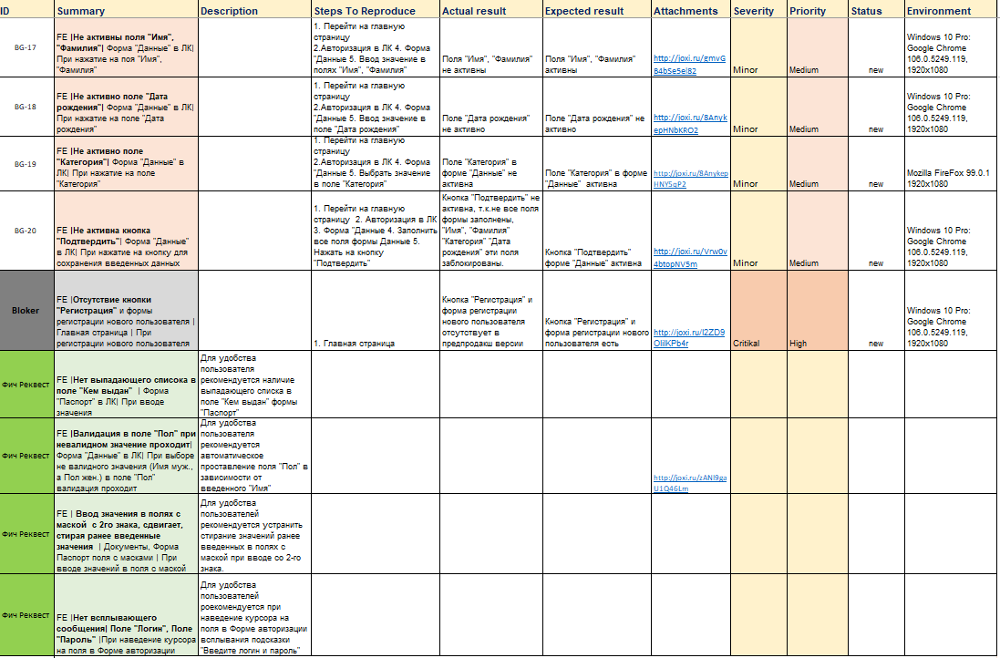 ID Summary Description Steps To Reproduce Actual result Expected result Attachments Severity Priority Status Environment
BG-17
FE |Не активны поля "Имя",
"Фамилия"| Форма "Данные" в ЛК|
При нажатие на поя "Имя",
"Фамилия"
1. Перейти на главную
страницу
2.Авторизация в ЛК 4. Форма
"Данные 5. Ввод значение в
полях "Имя", "Фамилия"
Поля "Имя", "Фамилия"
не активны
Поля "Имя", "Фамилия"
активны
http://joxi.ru/gmvG
B4bSe5el82
Minor
Medium
new
Windows 10 Pro:
Google Chrome
106.0.5249.119,
1920x1080
BG-18
FE |Не активно поле "Дата
рождения"| Форма "Данные" в ЛК|
При нажатие на поле "Дата
рождения"
1. Перейти на главную
страницу
2.Авторизация в ЛК 4. Форма
"Данные 5. Ввод значение в
поле "Дата рождения"
Поле "Дата рождения"
не активно
Поле "Дата рождения" не
активно
http://joxi.ru/8Anyk
epHNbKRO2
Minor
Medium
new
Windows 10 Pro:
Google Chrome
106.0.5249.119,
1920x1080
BG-19
FE |Не активно поле
"Категория"| Форма "Данные" в
ЛК| При нажатие на поле
"Категория"
1. Перейти на главную
страницу
2.Авторизация в ЛК 4. Форма
"Данные 5. Выбрать значение
в поле "Категория"
Поле "Категория" в
форме "Данные" не
активна
Поле "Категория" в форме
"Данные" активна
http://joxi.ru/8Anykep
HNY5qP2
Minor
Medium
new
Mozilla FireFox 99.0.1
1920x1080
BG-20
FE |Не активна кнопка
"Подтвердить"| Форма "Данные"
в ЛК| При нажатие на кнопку для
сохранения введенных данных
1. Перейти на главную
страницу 2. Авторизация в ЛК
3. Форма "Данные 4. Заполнить
все поля формы Данные 5.
Нажать на кнопку
"Подтвердить"
Кнопка "Подтвердить" не
активна, т.к.не все поля
формы заполнены,
"Имя", "Фамилия"
"Категория" "Дата
рождения" эти поля
заблокированы.
Кнопка "Подтвердить"
форме "Данные" активна
http://joxi.ru/Vrw0v
4btopNV5m
Minor
Medium
new
Windows 10 Pro:
Google Chrome
106.0.5249.119,
1920x1080
Bloker
FE |Отсутствие кнопки
"Регистрация" и формы
регистрации нового пользователя |
Главная страница | При
регистрации нового пользователя
1. Главная страница
Кнопка "Регистрация" и
форма регистрации
нового пользователя
отсутствует в
предпродакш версии
Кнопка "Регистрация" и
форма регистрации нового
пользователя есть
http://joxi.ru/l2ZD9
OlilKPb4r
Critikal
High
new
Windows 10 Pro:
Google Chrome
106.0.5249.119,
1920x1080
Фич Реквест
FE |Нет выпадающего списока в
поле "Кем выдан" | Форма
"Паспорт" в ЛК| При вводе
значения
Для удобства
пользователя
рекомендуется наличие
выпадающего списка в
поле "Кем выдан" формы
"Паспорт"
Фич Реквест
FE |Валидация в поле "Пол" при
невалидном значение проходит|
Форма "Данные" в ЛК| При выборе
не валидного значения (Имя муж.,
а Пол жен.) в поле "Пол"
валидация проходит
Для удобства
пользователя
рекомендуется
автоматическое
проставление поля "Пол" в
зависимости от
введенного "Имя"
http://joxi.ru/zANl9ga
U1Q46Lm
Фич Реквест
FE | Ввод значения в полях с
маской с 2го знака, сдвигает,
стирая ранее введенные
значения | Документы, Форма
Паспорт поля с масками | При
вводе значений в поля с маской
Для удобства
пользователей
рекомендуется устранить
стирание значений ранее
введенных в полях с
маской при вводе со 2-го
знака.
Фич Реквест
FE |Нет всплывающего
сообщения| Поле "Логин", Поле
"Пароль" |При наведение курсора
на поля в Форме авторизации
Для удобства
пользователей
роекомендуется при
наведение курсора на
поля в Форме авторизации
всплывания подсказки
"Введите логин и пароль"